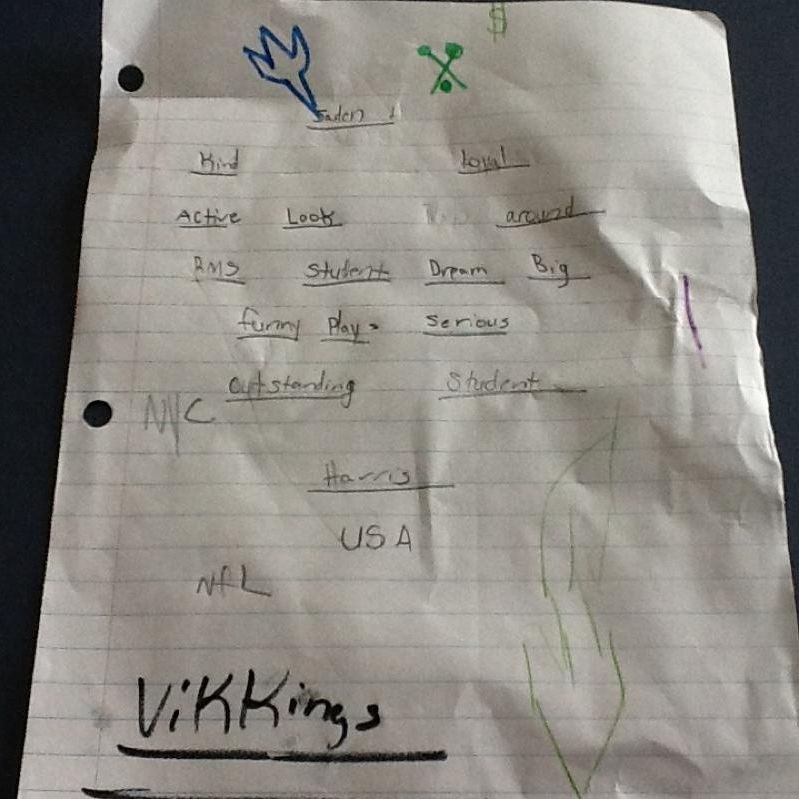 $
Jaden
Kind Loyal
Active Look around
RMS Student Dream Big
funny Play Serious
Outstanding Student
NYC
Harris
USA
NFL
ViKKings